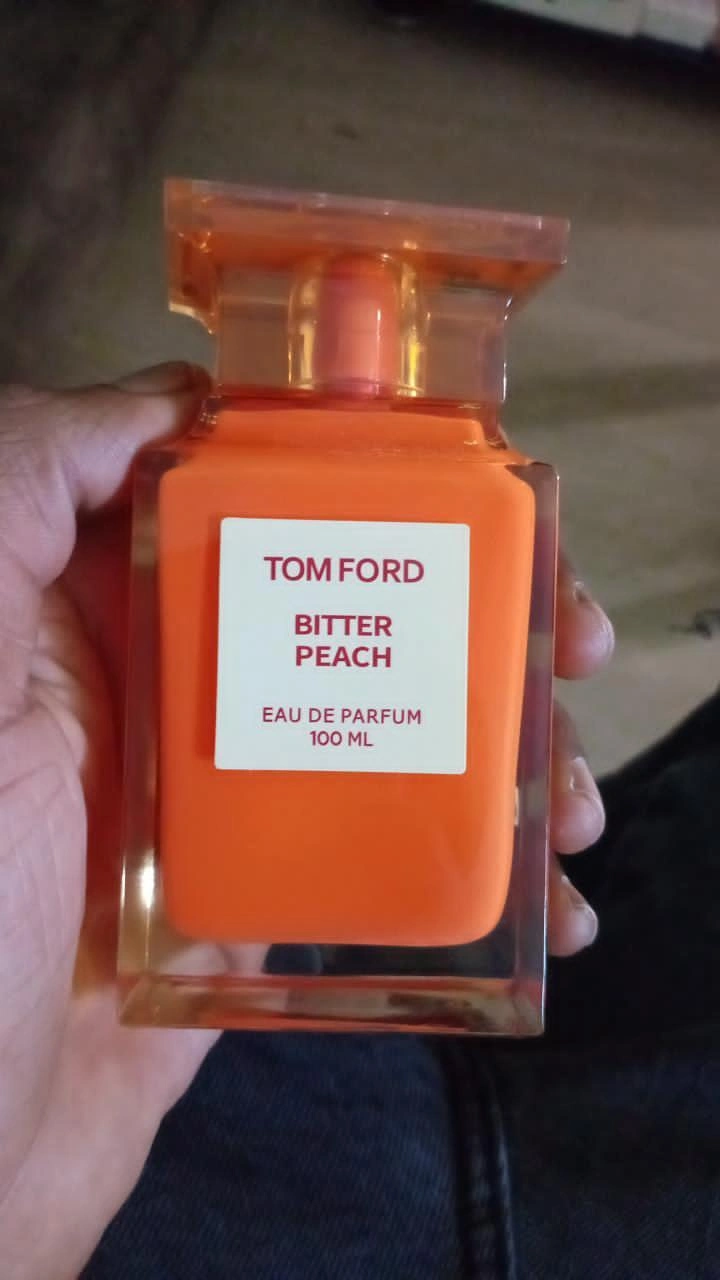 TOM FORD
BITTER
PEACH
EAU DE PARFUM
100 ML